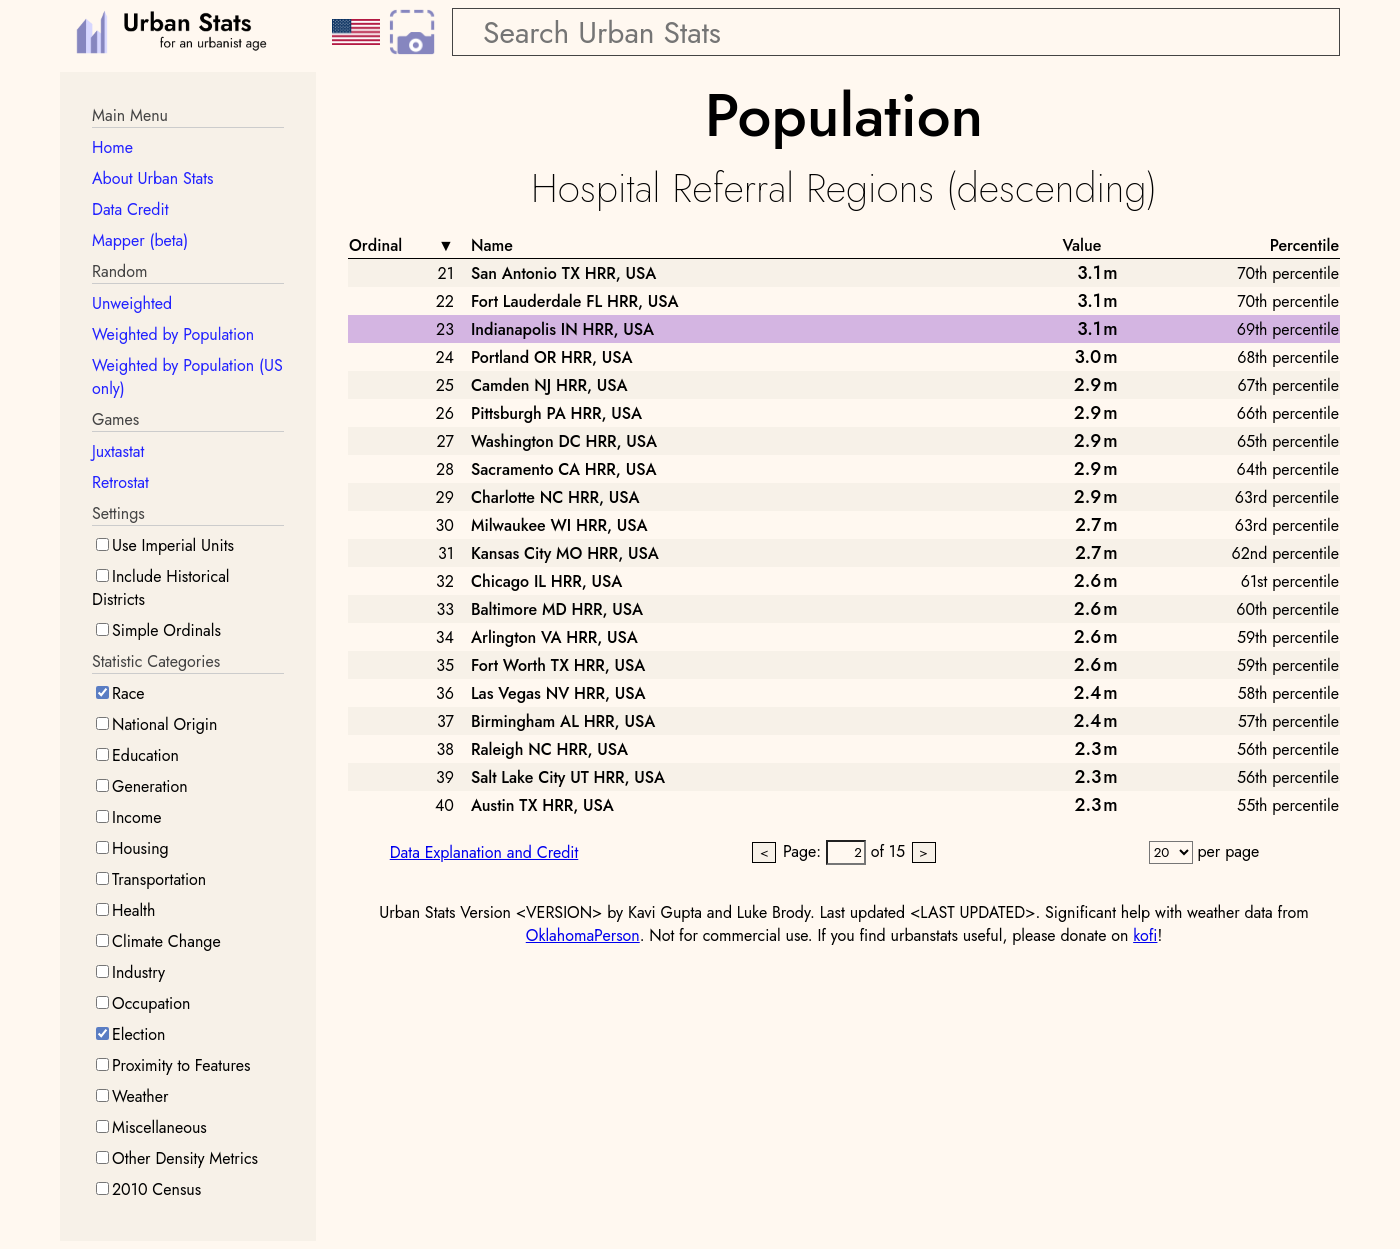 Urban Stats
for an urbanist age
Search Urban Stats
Main Menu
Home
About Urban Stats
Data Credit
Mapper (beta)
Random
Unweighted
Weighted by Population
Weighted by Population (US
only)
Games
Juxtastat
Retrostat
Settings
Use Imperial Units
Include Historical
Districts
Simple Ordinals
Statistic Categories
Race
National Origin
Education
Generation
Income
Housing
Transportation
Health
Climate Change
Industry
Occupation
Election
Proximity to Features
Weather
Miscellaneous
Other Density Metrics
2010 Census
Population
Hospital Referral Regions (descending)
Ordinal ▼ Name Value Percentile
21 San Antonio TX HRR, USA 3.1m 70th percentile
22 Fort Lauderdale FL HRR, USA 3.1m 70th percentile
23 Indianapolis IN HRR, USA 3.1m 69th percentile
24 Portland OR HRR, USA 3.0m 68th percentile
25 Camden NJ HRR, USA 2.9m 67th percentile
26 Pittsburgh PA HRR, USA 2.9m 66th percentile
27 Washington DC HRR, USA 2.9m 65th percentile
28 Sacramento CA HRR, USA 2.9m 64th percentile
29 Charlotte NC HRR, USA 2.9m 63rd percentile
30 Milwaukee WI HRR, USA 2.7m 63rd percentile
31 Kansas City MO HRR, USA 2.7m 62nd percentile
32 Chicago IL HRR, USA 2.6m 61st percentile
33 Baltimore MD HRR, USA 2.6m 60th percentile
34 Arlington VA HRR, USA 2.6m 59th percentile
35 Fort Worth TX HRR, USA 2.6m 59th percentile
36 Las Vegas NV HRR, USA 2.4m 58th percentile
37 Birmingham AL HRR, USA 2.4m 57th percentile
38 Raleigh NC HRR, USA 2.3m 56th percentile
39 Salt Lake City UT HRR, USA 2.3m 56th percentile
40 Austin TX HRR, USA 2.3m 55th percentile
Data Explanation and Credit < Page: 2 of 15 > 20 per page
Urban Stats Version <VERSION> by Kavi Gupta and Luke Brody. Last updated <LAST UPDATED>. Significant help with weather data from
OklahomaPerson. Not for commercial use. If you find urbanstats useful, please donate on kofi!